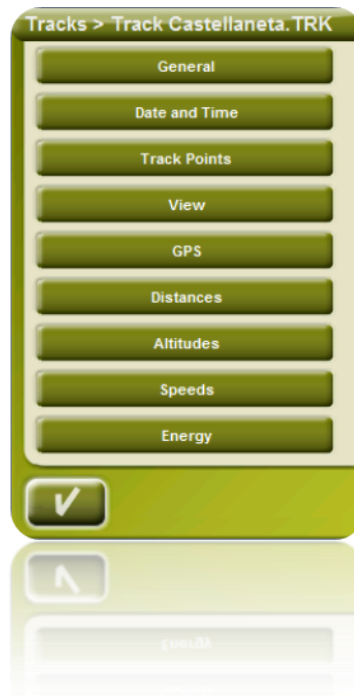 Tracks > Track Castellaneta.TRK
General
Date and Time
Track Points
View
GPS
Distances
Altitudes
Speeds
Energy